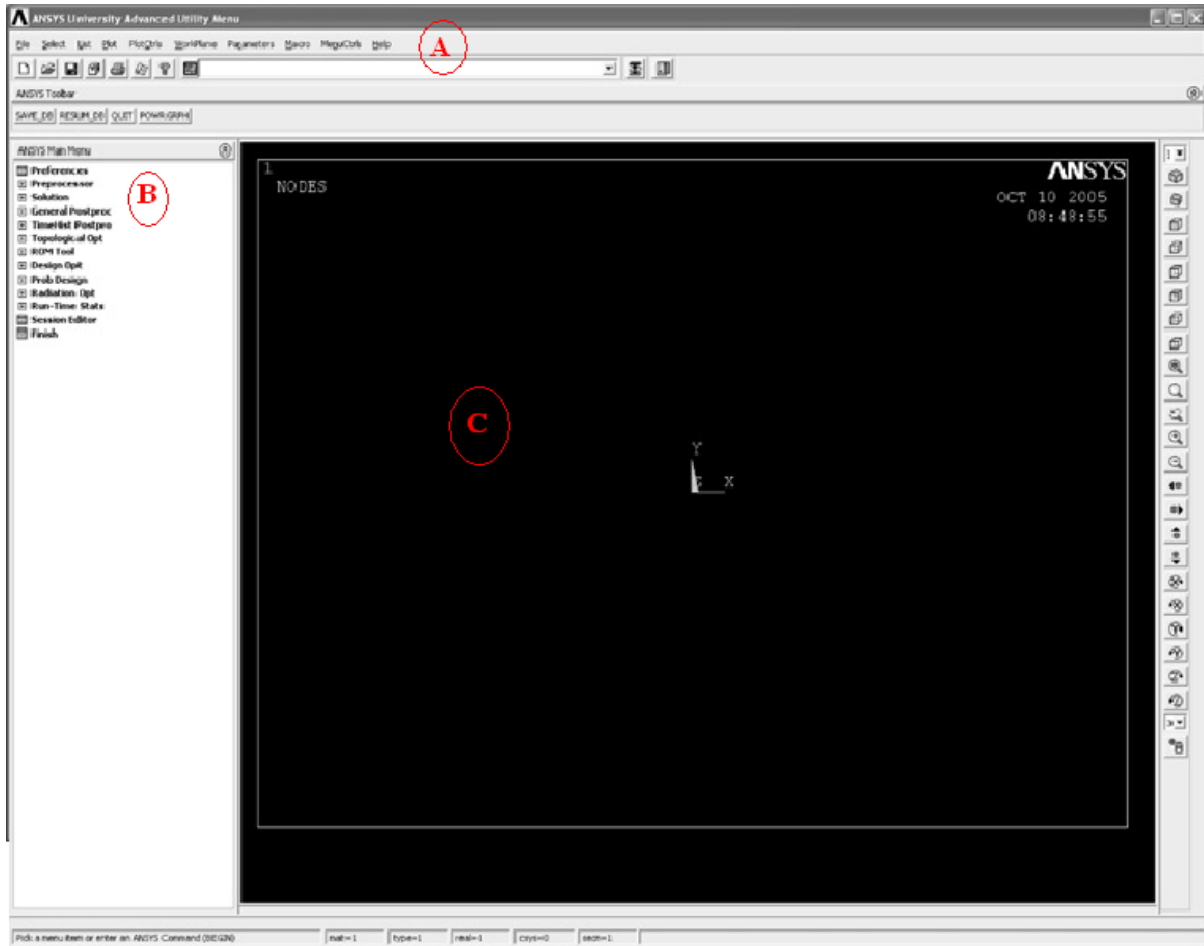 ANSYS University Advanced Utility Menu
File Select List Plot PlotCtrls WorkPlane Parameters Macro MenuCtrls Help
A
ANSYS Toolbar
SAVE_DB RESUM_DB QUIT POWRGRPH
ANSYS Main Menu
Preferences
Preprocessor
Solution
General Postproc
TimeHist Postpro
Topological Opt
ROM Tool
Design Opt
Prob Design
Radiation Opt
Run-Time Stats
Session Editor
Finish
B
1
NODES
ANSYS
OCT 10 2005
08:48:55
C
Y
Z X
1
Pick a menu item or enter an ANSYS Command (BEGIN) mat=1 type=1 real=1 csys=0 secn=1